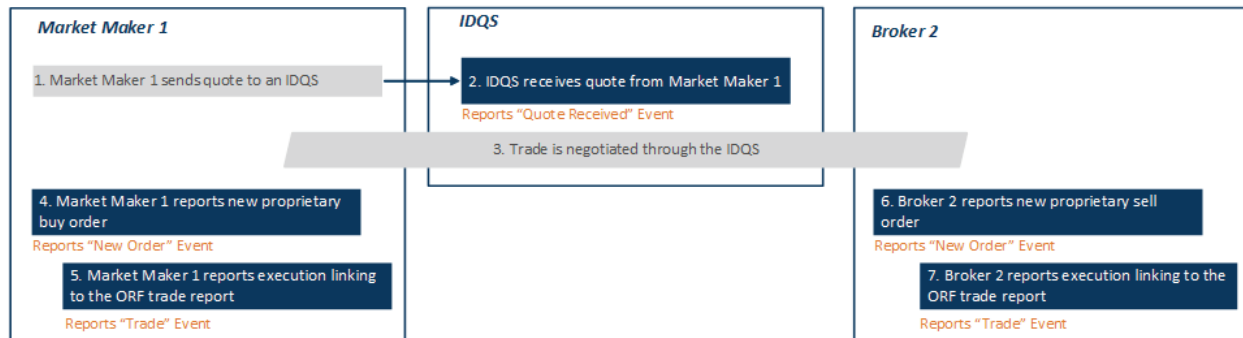 Market Maker 1
IDQS
Broker 2
1. Market Maker 1 sends quote to an IDQS
2. IDQS receives quote from Market Maker 1
Reports “Quote Received” Event
3. Trade is negotiated through the IDQS
4. Market Maker 1 reports new proprietary
buy order
Reports “New Order” Event
5. Market Maker 1 reports execution linking
to the ORF trade report
Reports “Trade” Event
6. Broker 2 reports new proprietary sell
order
Reports “New Order” Event
7. Broker 2 reports execution linking to the
ORF trade report
Reports “Trade” Event